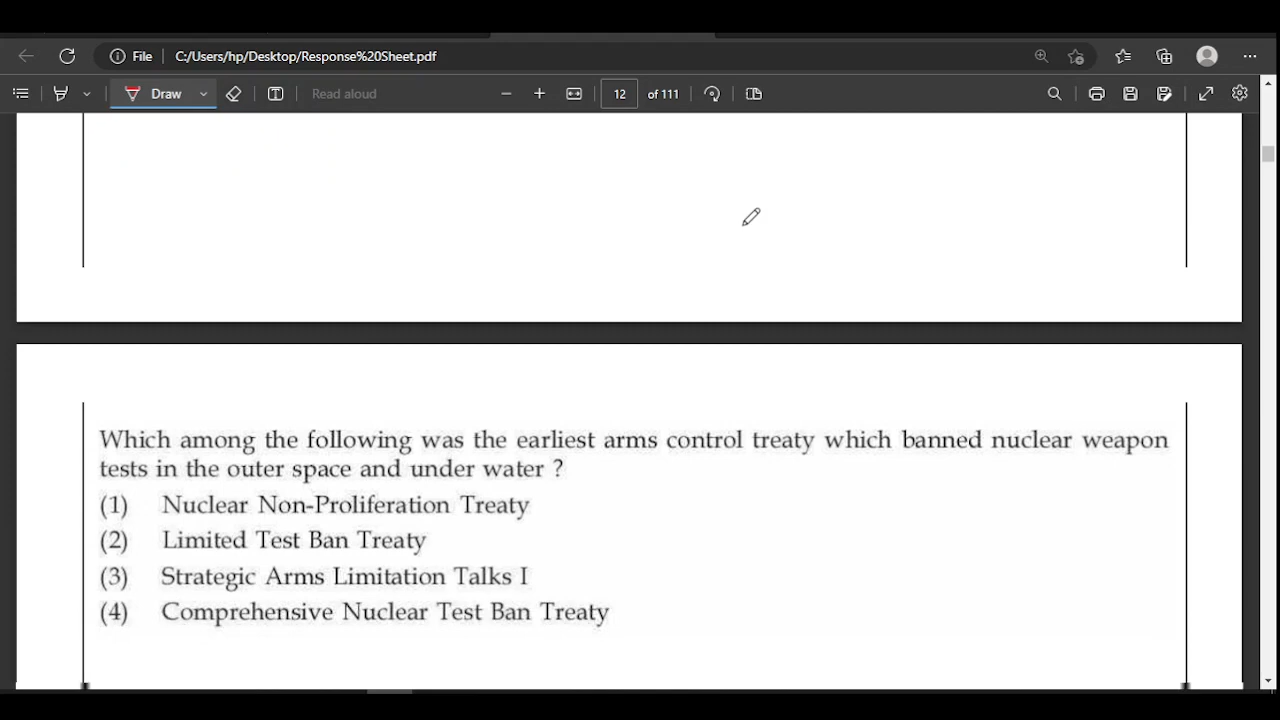 File
C:/Users/hp/Desktop/Response%20Sheet.pdf
Draw
Read aloud
12
of 111
Which among the following was the earliest arms control treaty which banned nuclear weapon
tests in the outer space and under water ?
(1) Nuclear Non-Proliferation Treaty
(2) Limited Test Ban Treaty
(3) Strategic Arms Limitation Talks I
(4) Comprehensive Nuclear Test Ban Treaty